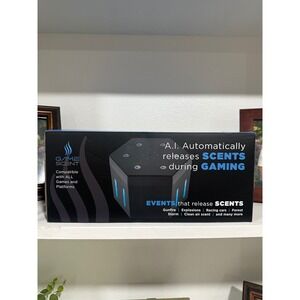 GAME
SCENT
Compatible
with ALL
Games and
Platforms
A.I. Automatically
releases SCENTS
during GAMING
EVENTS that release SCENTS
Gunfire | Explosions | Racing cars | Forest
Storm | Clean air scent | and many more